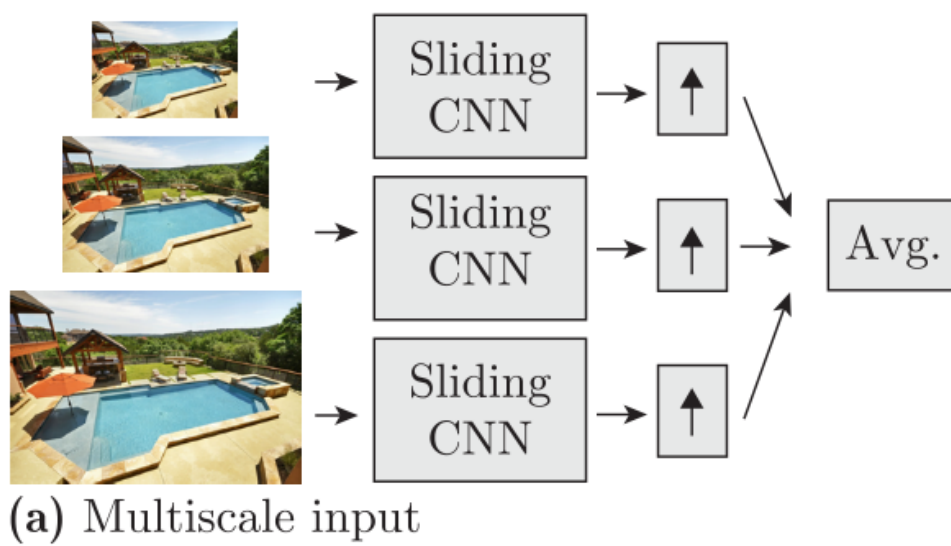 Sliding
CNN
Sliding
CNN
Avg.
Sliding
CNN
(a) Multiscale input